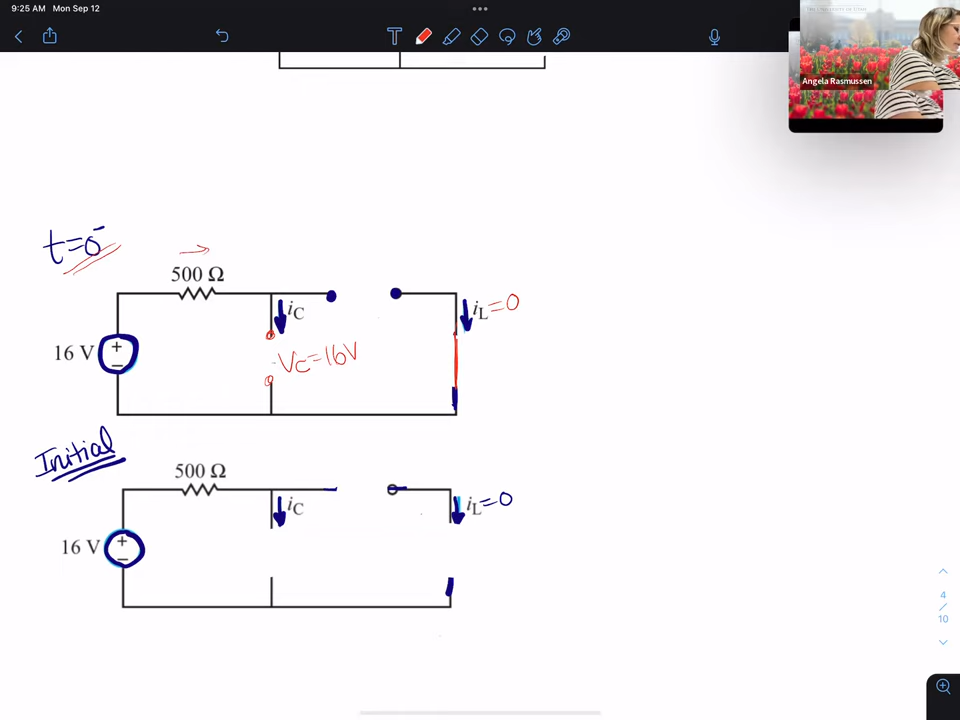 9:25 AM Mon Sep 12
Angela Rasmussen
t=0⁻
500 Ω
i_C
i_L=0
16 V
+
−
V_C=16V
Initial
500 Ω
i_C
i_L=0
16 V
+
−
4
/
10